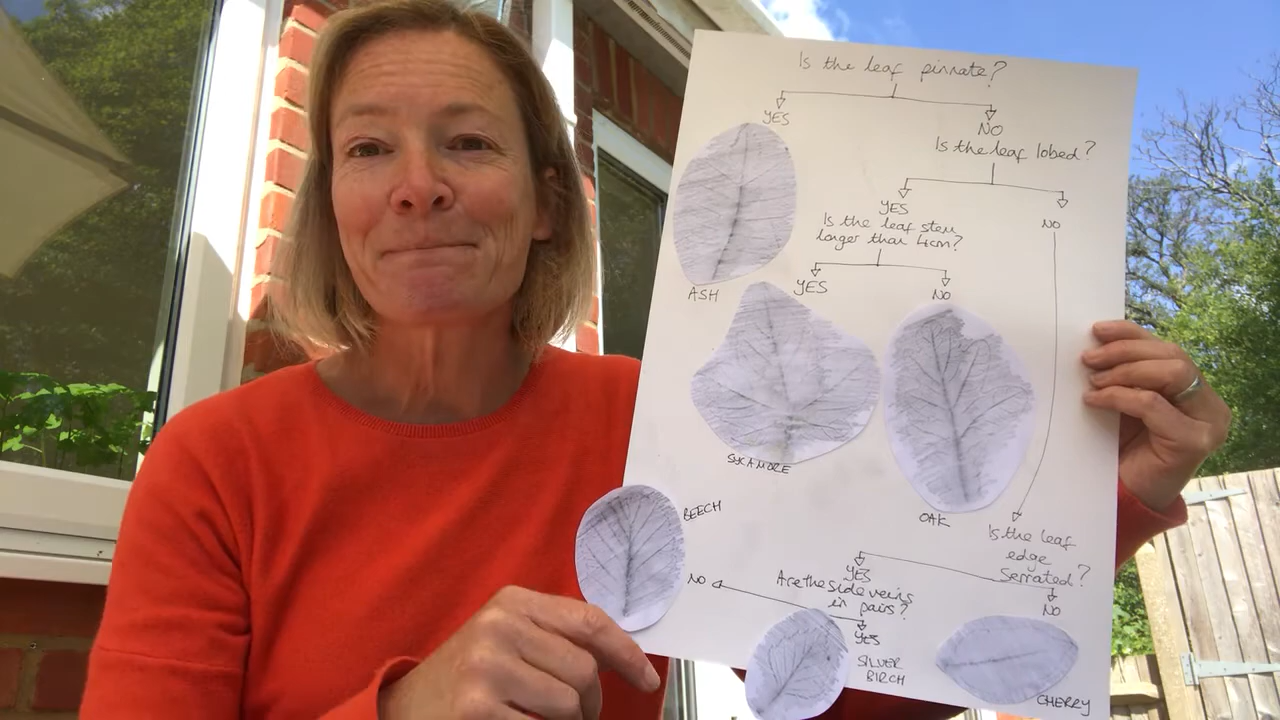 Is the leaf pinnate?
YES
NO
Is the leaf lobed?
YES
NO
Is the leaf stem
larger than 4cm?
YES
NO
ASH
SYCAMORE
OAK
Is the leaf
edge
serrated?
YES
NO
Are the side veins
in pairs?
NO
YES
BEECH
SILVER
BIRCH
CHERRY